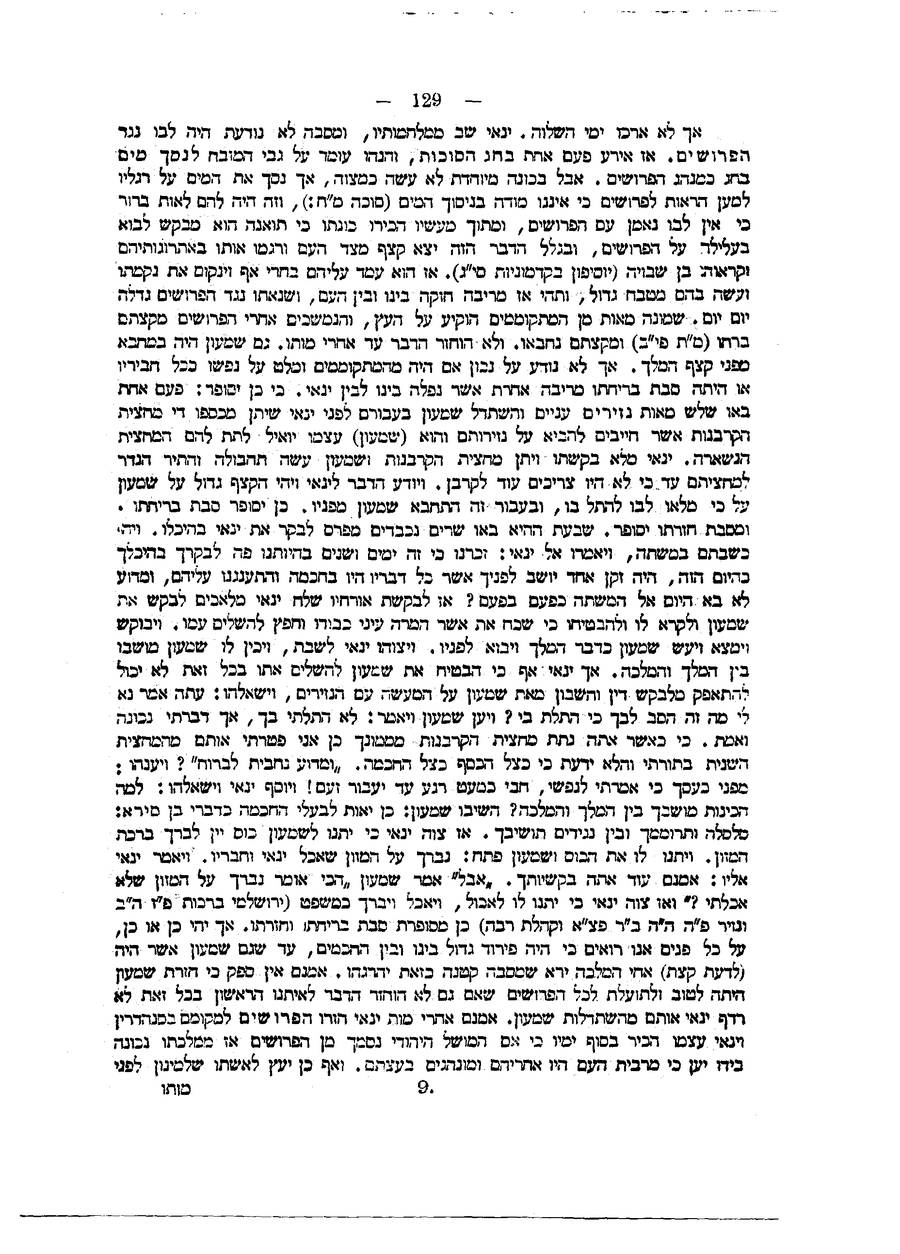 — 129 —
אך לא ארכו ימי השלוה. ינאי שב ממלחמותיו, ומסבה לא נודעת היה לבו נגד
הפרושים. אז אירע פעם אחת בחג הסוכות, והנהו עומד על גבי המזבח לנסך מים
בחג כמנהג הפרושים. אבל בכונה מיוחדת לא עשה כמצוה, אך נסך את המים על רגליו
למען הראות לפרושים כי איננו מודה בניסוך המים (סוכה מ"ח:), וזה היה להם לאות ברור
כי אין לבו נאמן עם הפרושים, ומתוך מעשיו הכירו כונתו כי תואנה הוא מבקש לבוא
בעלילה על הפרושים, ובגלל הדבר הזה יצא קצף מצד העם ורגמו אותו באתרוגותיהם
וקראוהו בן שבויה (יוסיפון בקדמוניות סי"ג). אז הוא עמד עליהם בחרי אף וינקום את נקמתו
ועשה בהם מטבח גדול, ותהי אז מריבה חזקה בינו ובין העם, ושנאתו נגד הפרושים גדלה
יום יום. שמונה מאות מן המתקוממים הוקיע על העץ, והנמשכים אחרי הפרושים מקצתם
ברחו (מ"ת פי"ב) ומקצתם נחבאו. ולא הוחזר הדבר עד אחרי מותו. גם שמעון היה במחבא
מפני קצף המלך. אך לא נודע על נכון אם היה מהמתקוממים ומלט על נפשו ככל חביריו
או היתה סבת בריחתו מריבה אחרת אשר נפלה בינו לבין ינאי. כי כן יסופר: פעם אחת
באו שלש מאות נזירים עניים והשתדל שמעון בעבורם לפני ינאי שיתן מכספו די מחצית
הקרבנות אשר חייבים להביא על נזירותם והוא (שמעון) עצמו יואיל לתת להם המחצית
הנשארה. ינאי מלא בקשתו ויתן מחצית הקרבנות ושמעון עשה תחבולה והתיר הנדר
למחציתם עד כי לא היו צריכים עוד לקרבן. ויודע הדבר לינאי ויהי הקצף גדול על שמעון
על כי מלאו לבו להתל בו, ובעבור זה התחבא שמעון מפניו. כן יסופר סבת בריחתו.
ומסבת חזרתו יסופר. שבעת ההיא באו שרים נכבדים מפרס לבקר את ינאי בהיכלו. ויהי
כשבתם במשתה, ויאמרו אל ינאי: זכרנו כי זה ימים ושנים בהיותנו פה לבקרך בהיכלך
כהיום הזה, היה זקן אחד יושב לפניך אשר כל דבריו היו בחכמה והתענגנו עליהם, ומדוע
לא בא היום אל המשתה כפעם בפעם? אז לבקשת אורחיו שלח ינאי מלאכים לבקש את
שמעון ולקרא לו ולהבטיחו כי שכח את אשר המרה עיני כבודו וחפץ להשלים עמו. ויבוקש
וימצא ויעש שמעון כדבר המלך ויבוא לפניו. ויצוהו ינאי לשבת, ויכין לו שמעון מושבו
בין המלך והמלכה. אך ינאי אף כי הבטיח את שמעון להשלים אתו בכל זאת לא יכול
להתאפק מלבקש דין וחשבון מאת שמעון על המעשה עם הנזירים, וישאלהו: עתה אמר נא
לי מה זה הסב לבך כי התלת בי? ויען שמעון ויאמר: לא התלתי בך, אך דברתי נכונה
ואמת. כי כאשר אתה נתת מחצית הקרבנות מממונך כן אני פטרתי אותם מהמחצית
השנית בתורתי והלא ידעת כי כצל הכסף כצל החכמה. „ומדוע נחבית לברוח"? ויענהו:
מפני כעסך כי אמרתי לנפשי, חבי כמעט רגע עד יעבור זעם! ויוסף ינאי וישאלהו: למה
הכינות מושבך בין המלך והמלכה? השיבו שמעון: כן יאות לבעלי החכמה כדברי בן סירא:
סלסלה ותרוממך ובין נגידים תושיבך. אז צוה ינאי כי יתנו לשמעון כוס יין לברך ברכת
המזון. ויתנו לו את הכוס ושמעון פתח: נברך על המזון שאכל ינאי וחבריו. ויאמר ינאי
אליו: אמנם עוד אתה בקשיותך. „אבל" אמר שמעון „הכי אומר נברך על המזון שלא
אכלתי?" ואז צוה ינאי כי יתנו לו לאכול, ויאכל ויברך כמשפט (ירושלמי ברכות פ"ז ה"ב
ונזיר פ"ה ה"ה ב"ר פצ"א וקהלת רבה) כן מסופרת סבת בריחתו וחזרתו. אך יהי כן או כן,
על כל פנים אנו רואים כי היה פירוד גדול בינו ובין החכמים, עד שגם שמעון אשר היה
(לדעת קצת) אחי המלכה ירא שמסבה קטנה כזאת יהרגהו. אמנם אין ספק כי חזרת שמעון
היתה לטוב ולתועלת לכל הפרושים שאם גם לא הוחזר הדבר לאיתנו הראשון בכל זאת לא
רדף ינאי אותם מהשתדלות שמעון. אמנם אחרי מות ינאי חזרו הפרושים למקומם בסנהדרין
וינאי עצמו הכיר בסוף ימיו כי אם המושל היהודי נסמך מן הפרושים אז ממלכתו נכונה
בידו יען כי מרבית העם היו אחריהם ומונהגים בעצתם. ואף כן יעץ לאשתו שלמינון לפני
9. מותו